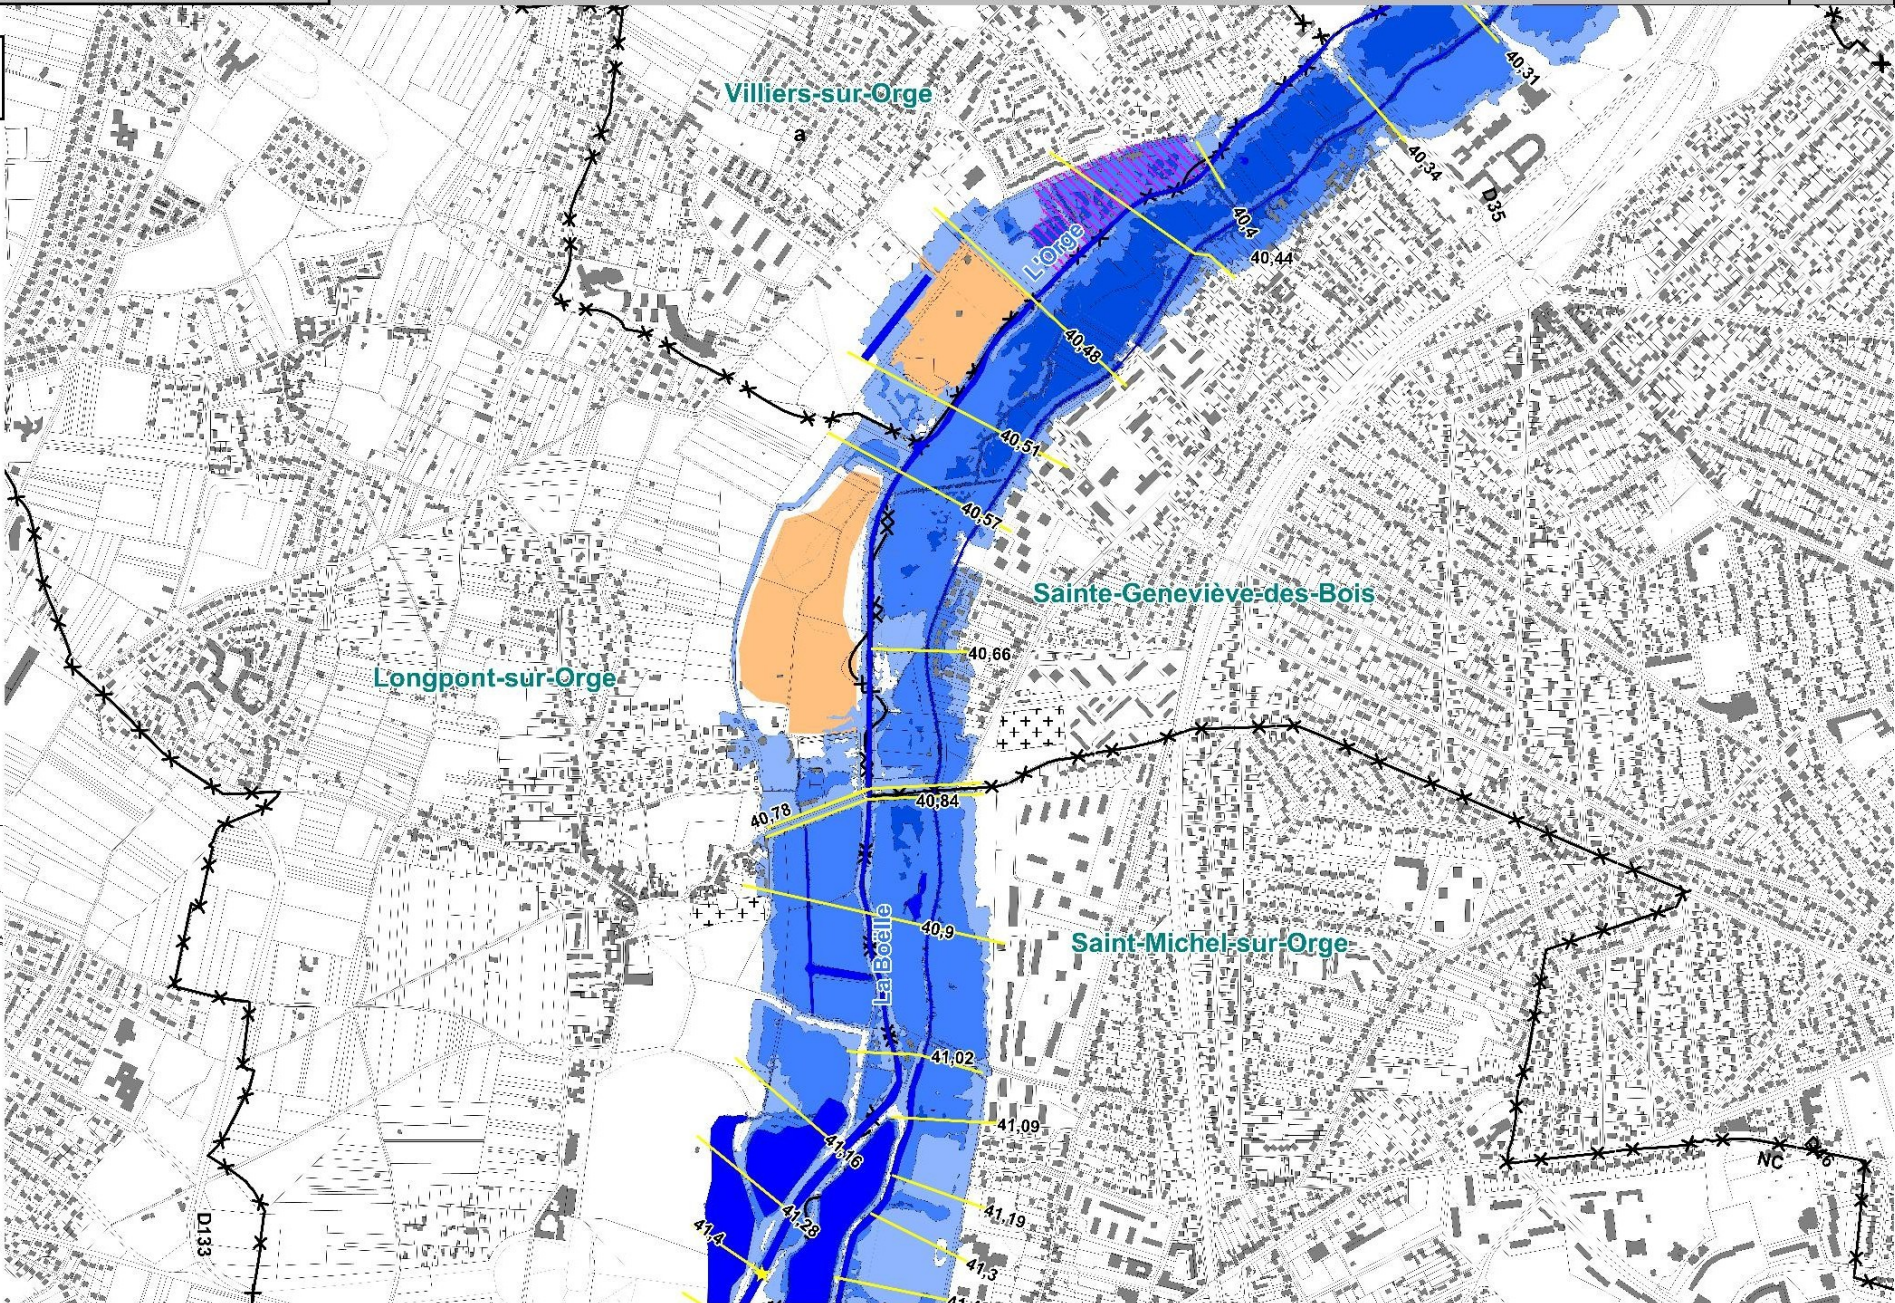 40,31
Villiers-sur-Orge
a
40,34
D35
40,4
L'Orge
40,44
40,48
40,51
40,57
Sainte-Geneviève-des-Bois
40,66
Longpont-sur-Orge
40,84
40,78
40,9
Saint-Michel-sur-Orge
La Boëlle
41,02
41,09
41,16
NC
41,19
41,28
D133
41,4
41,3